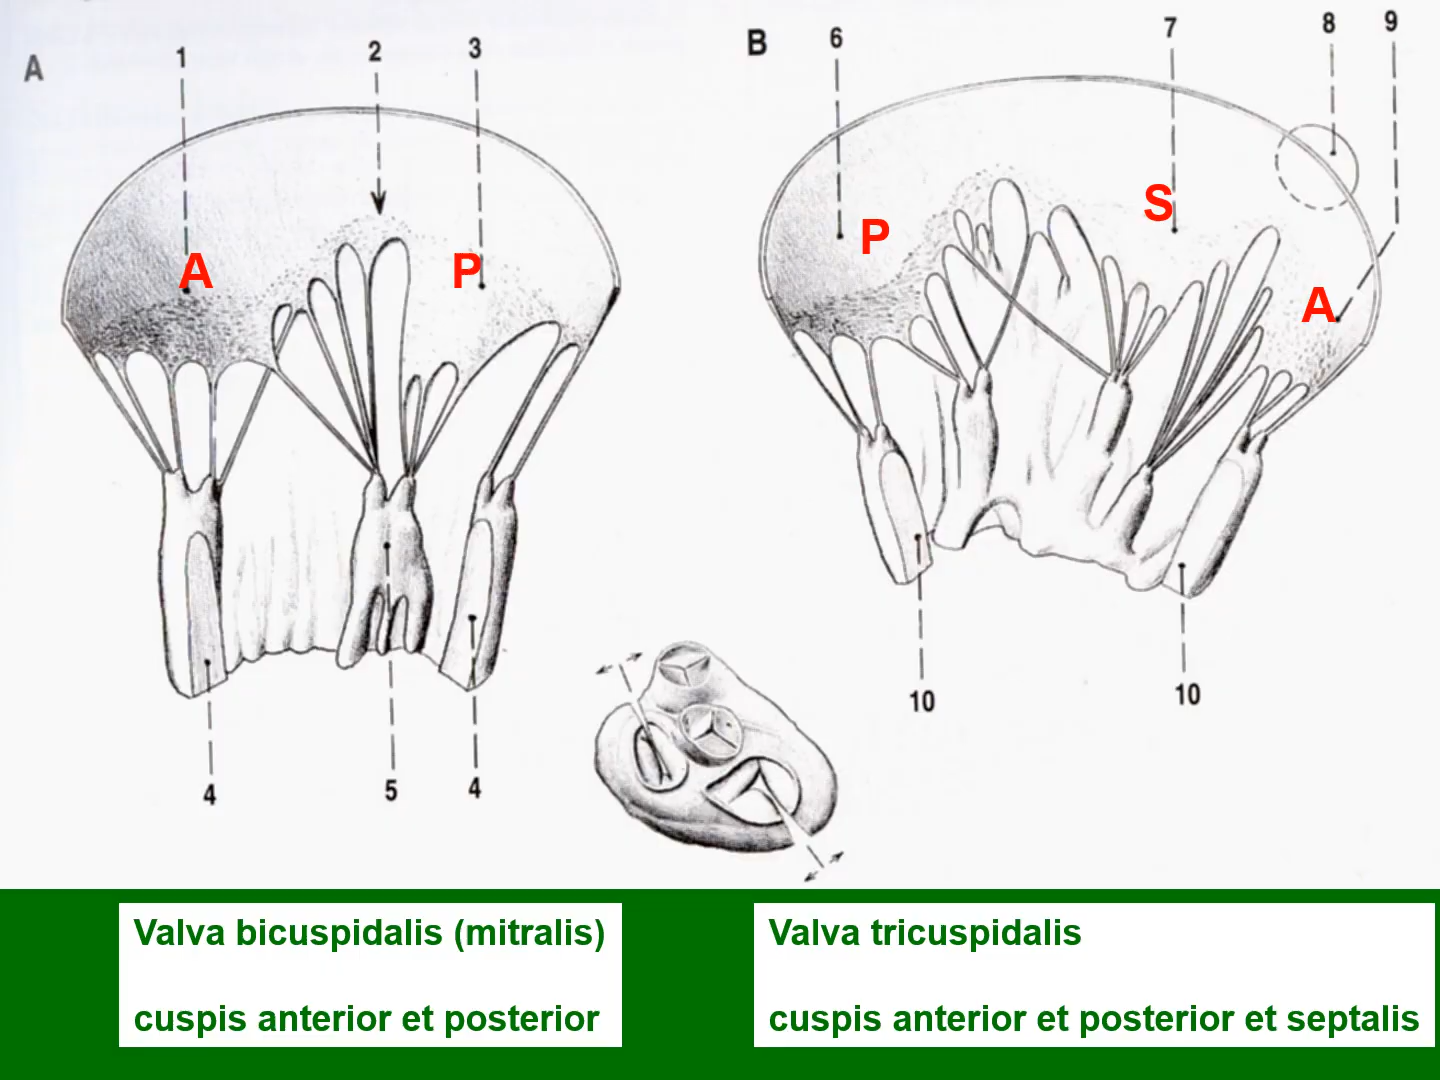 A
1
2
3
B
6
7
8
9
A
P
P
S
A
4
5
4
10
10
Valva bicuspidalis (mitralis)
cuspis anterior et posterior
Valva tricuspidalis
cuspis anterior et posterior et septalis